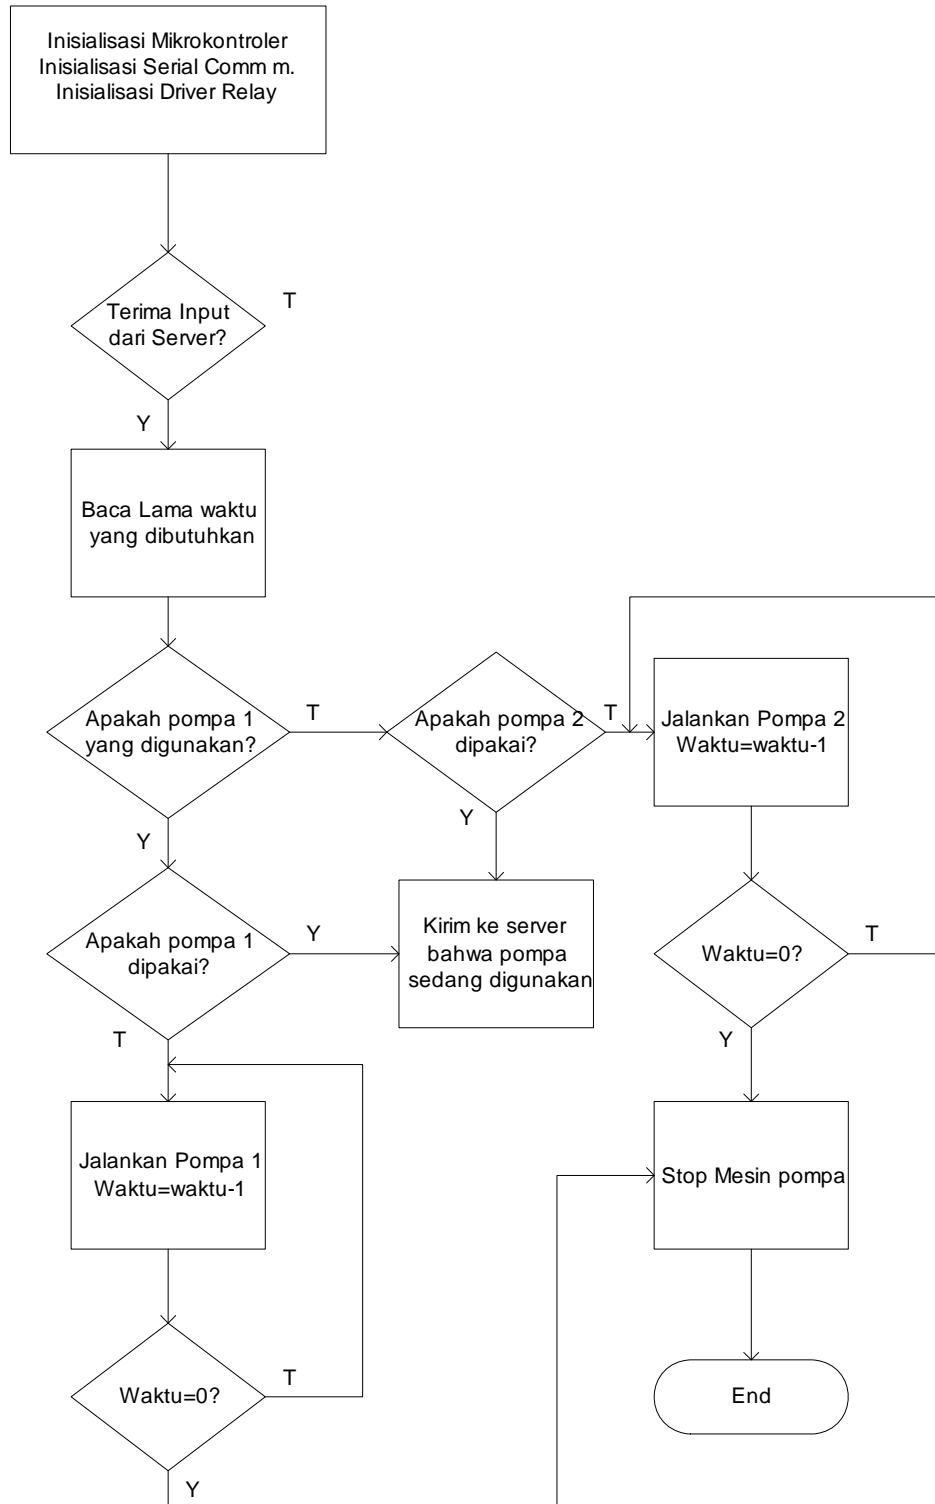 Inisialisasi Mikrokontroler
Inisialisasi Serial Comm m.
Inisialisasi Driver Relay
Terima Input
dari Server?
T
Y
Baca Lama waktu
yang dibutuhkan
Apakah pompa 1
yang digunakan?
T
Apakah pompa 2
dipakai?
T
Jalankan Pompa 2
Waktu=waktu-1
Y
Y
Apakah pompa 1
dipakai?
Y
Kirim ke server
bahwa pompa
sedang digunakan
Waktu=0?
T
T
Y
Jalankan Pompa 1
Waktu=waktu-1
Stop Mesin pompa
Waktu=0?
T
End
Y